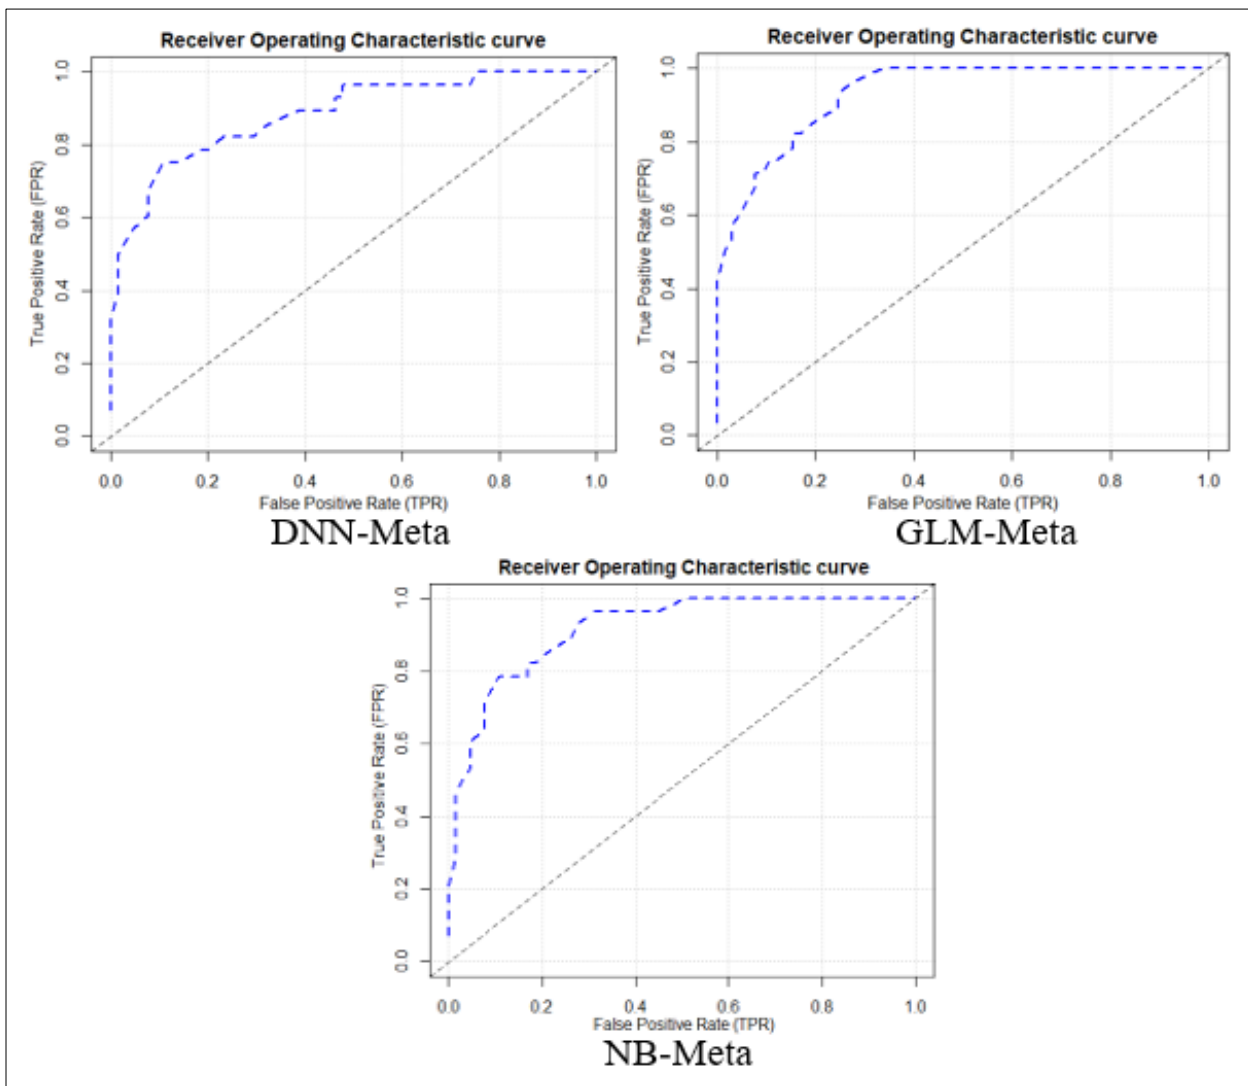 Receiver Operating Characteristic curve
True Positive Rate (FPR)
1.0
0.8
0.6
0.4
0.2
0.0
0.0 0.2 0.4 0.6 0.8 1.0
False Positive Rate (TPR)
DNN-Meta
Receiver Operating Characteristic curve
True Positive Rate (FPR)
1.0
0.8
0.6
0.4
0.2
0.0
0.0 0.2 0.4 0.6 0.8 1.0
False Positive Rate (TPR)
GLM-Meta
Receiver Operating Characteristic curve
True Positive Rate (FPR)
1.0
0.8
0.6
0.4
0.2
0.0
0.0 0.2 0.4 0.6 0.8 1.0
False Positive Rate (TPR)
NB-Meta